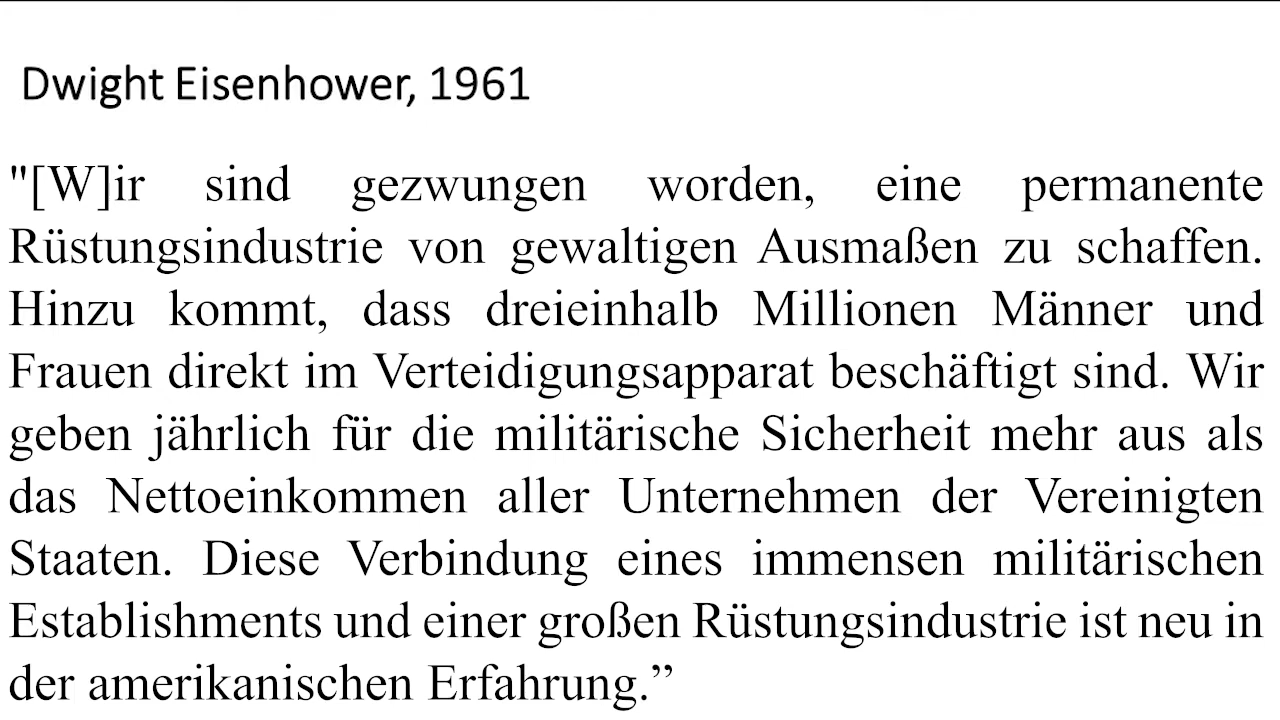 Dwight Eisenhower, 1961
"[W]ir sind gezwungen worden, eine permanente
Rüstungsindustrie von gewaltigen Ausmaßen zu schaffen.
Hinzu kommt, dass dreieinhalb Millionen Männer und
Frauen direkt im Verteidigungsapparat beschäftigt sind. Wir
geben jährlich für die militärische Sicherheit mehr aus als
das Nettoeinkommen aller Unternehmen der Vereinigten
Staaten. Diese Verbindung eines immensen militärischen
Establishments und einer großen Rüstungsindustrie ist neu in
der amerikanischen Erfahrung.”